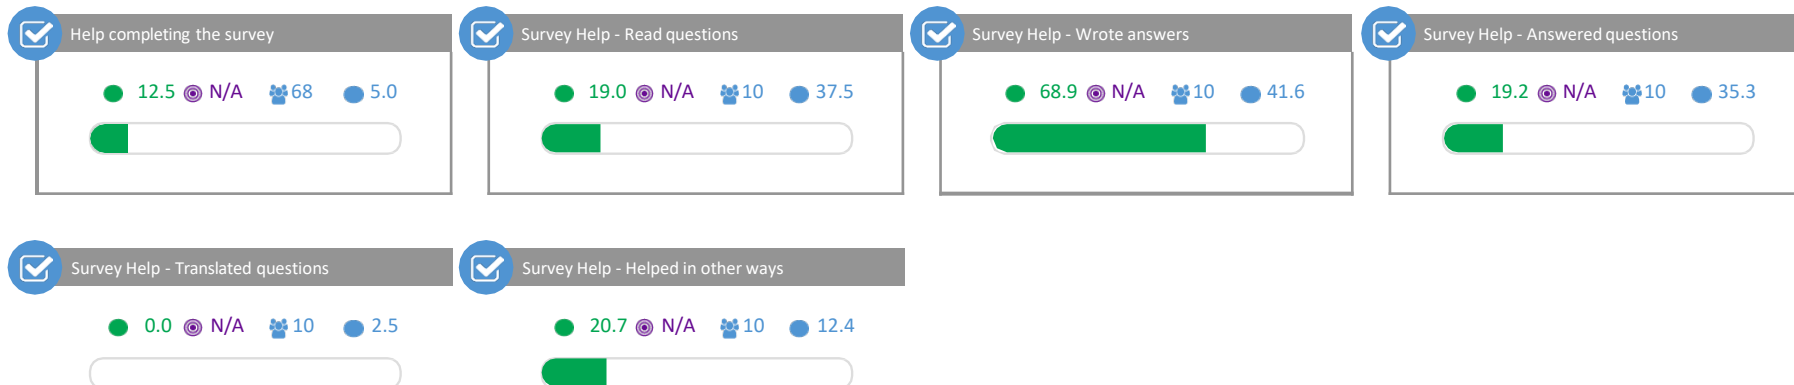 Help completing the survey
12.5 N/A 68 5.0
Survey Help - Read questions
19.0 N/A 10 37.5
Survey Help - Wrote answers
68.9 N/A 10 41.6
Survey Help - Answered questions
19.2 N/A 10 35.3
Survey Help - Translated questions
0.0 N/A 10 2.5
Survey Help - Helped in other ways
20.7 N/A 10 12.4